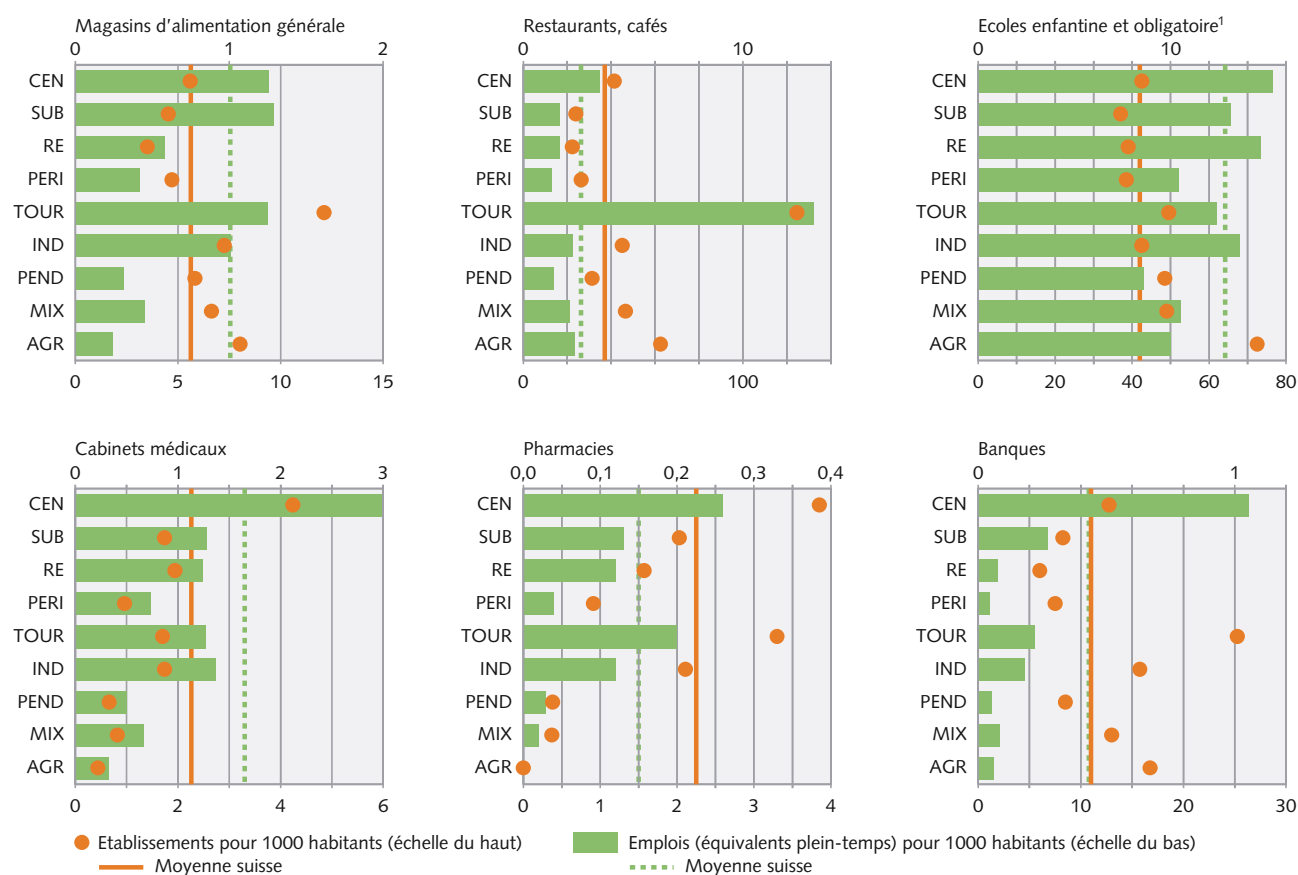 Magasins d'alimentation générale
0 1 2
CEN
SUB
RE
PERI
TOUR
IND
PEND
MIX
AGR
0 5 10 15
Restaurants, cafés
0 10
CEN
SUB
RE
PERI
TOUR
IND
PEND
MIX
AGR
0 100
Ecoles enfantine et obligatoire¹
0 10
CEN
SUB
RE
PERI
TOUR
IND
PEND
MIX
AGR
0 20 40 60 80
Cabinets médicaux
0 1 2 3
CEN
SUB
RE
PERI
TOUR
IND
PEND
MIX
AGR
0 2 4 6
Pharmacies
0,0 0,1 0,2 0,3 0,4
CEN
SUB
RE
PERI
TOUR
IND
PEND
MIX
AGR
0 1 2 3 4
Banques
0 1
CEN
SUB
RE
PERI
TOUR
IND
PEND
MIX
AGR
0 10 20 30
Etablissements pour 1000 habitants (échelle du haut)
Moyenne suisse
Emplois (équivalents plein-temps) pour 1000 habitants (échelle du bas)
Moyenne suisse